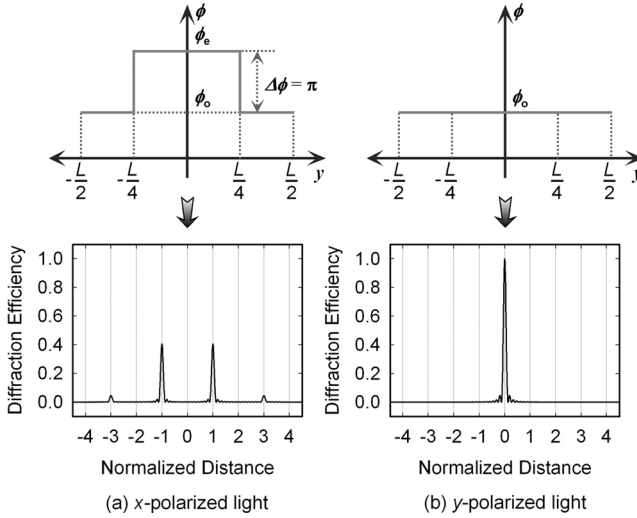 ϕ
ϕe
Δϕ = π
ϕo
-L/2 -L/4 L/4 L/2 y
ϕ
ϕo
-L/2 -L/4 L/4 L/2 y
Diffraction Efficiency
1.0
0.8
0.6
0.4
0.2
0.0
-4 -3 -2 -1 0 1 2 3 4
Normalized Distance
(a) x-polarized light
Diffraction Efficiency
1.0
0.8
0.6
0.4
0.2
0.0
-4 -3 -2 -1 0 1 2 3 4
Normalized Distance
(b) y-polarized light